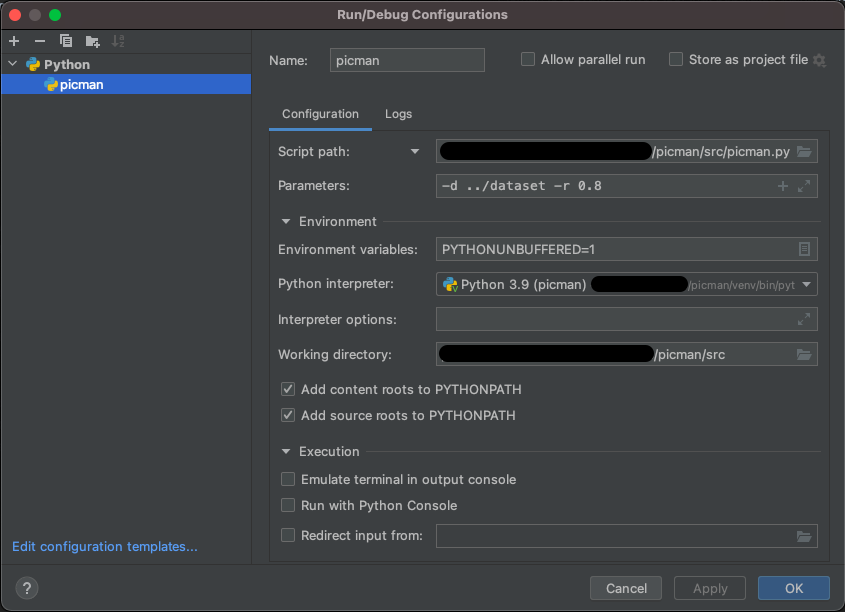 Run/Debug Configurations
Python
picman
Name: picman
Allow parallel run
Store as project file
Configuration
Logs
Script path: /picman/src/picman.py
Parameters: -d ../dataset -r 0.8
Environment
Environment variables: PYTHONUNBUFFERED=1
Python interpreter: Python 3.9 (picman) /picman/venv/bin/pyt
Interpreter options:
Working directory: /picman/src
Add content roots to PYTHONPATH
Add source roots to PYTHONPATH
Execution
Emulate terminal in output console
Run with Python Console
Redirect input from:
Edit configuration templates...
?
Cancel
Apply
OK